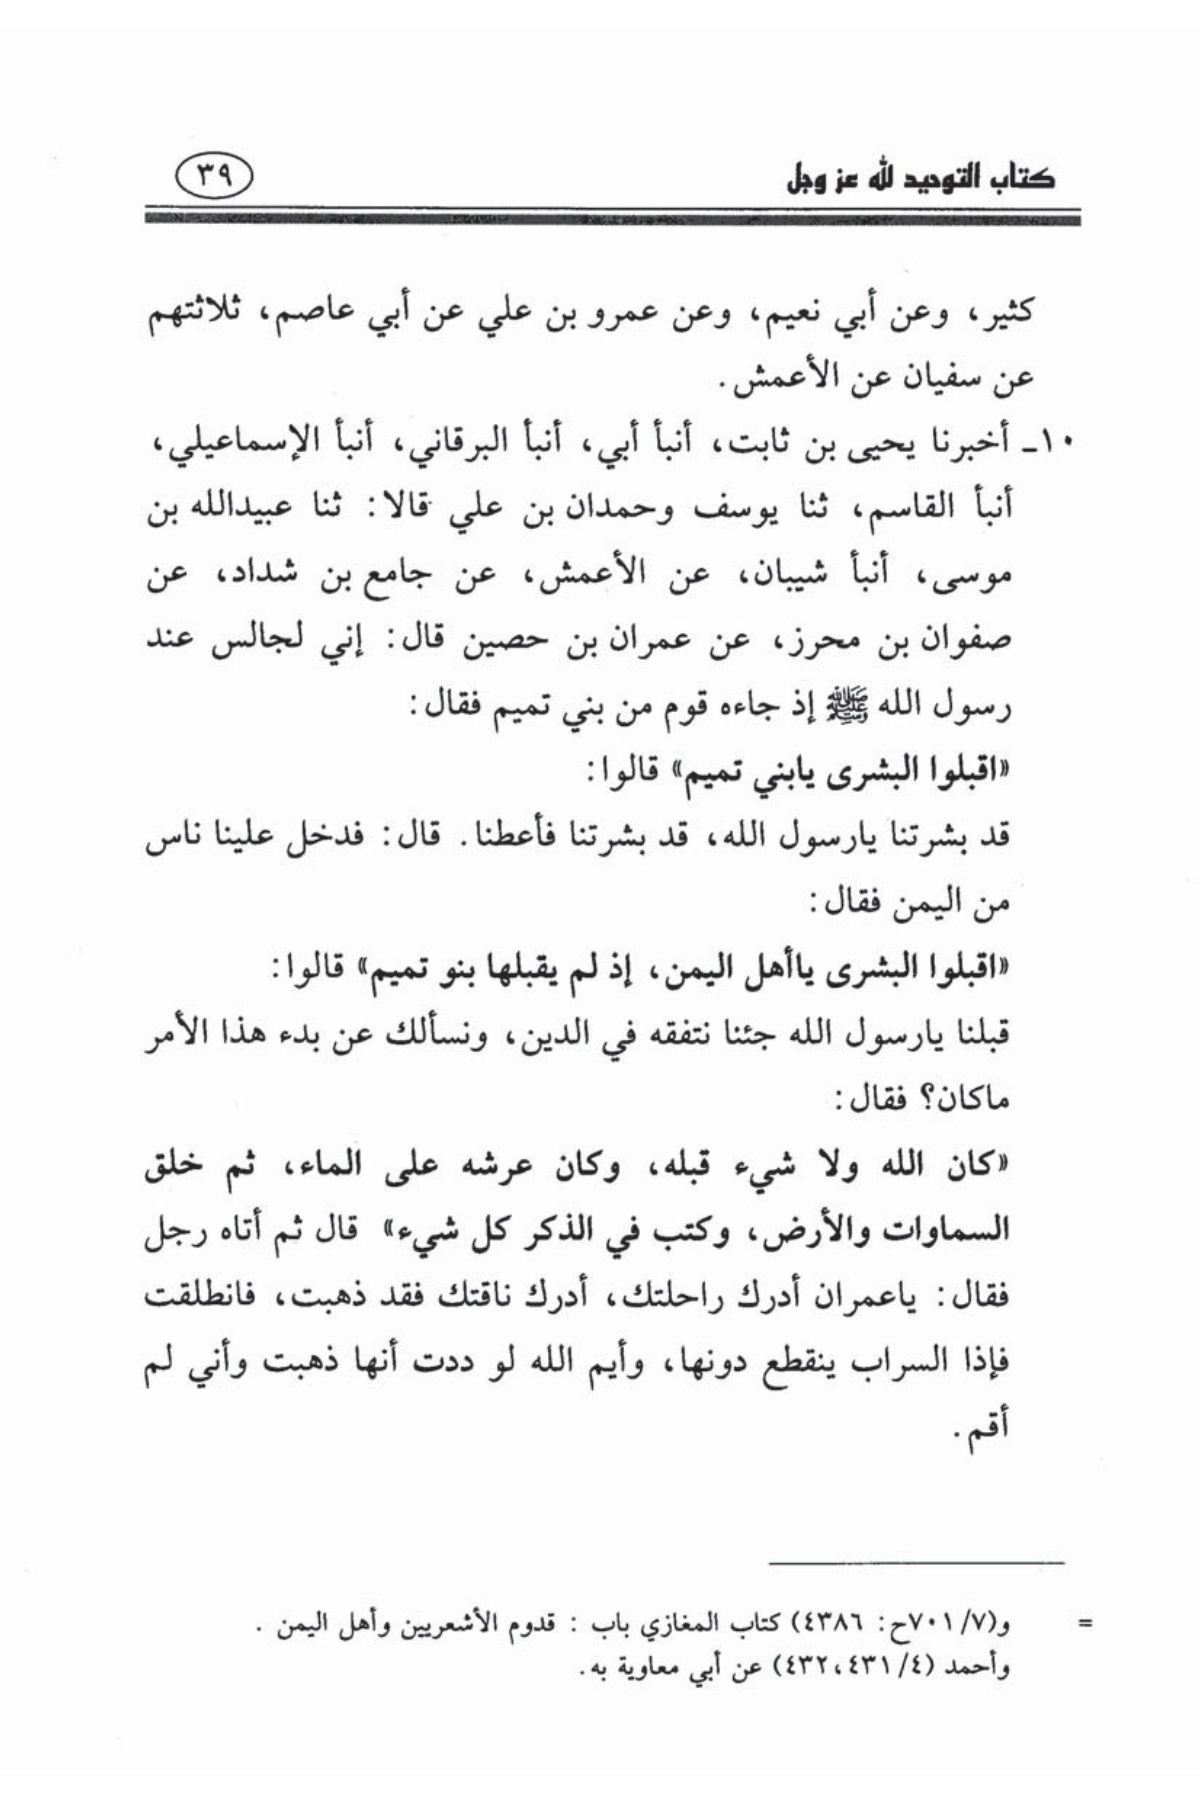 كتاب التوحيد لله عز وجل
٣٩
كثير، وعن أبي نعيم، وعن عمرو بن علي عن أبي عاصم، ثلاثتهم
عن سفيان عن الأعمش.
١٠ـ أخبرنا يحيى بن ثابت، أنبأ أبي، أنبأ البرقاني، أنبأ الإسماعيلي،
أنبأ القاسم، ثنا يوسف وحمدان بن علي قالا: ثنا عبيدالله بن
موسى، أنبأ شيبان، عن الأعمش، عن جامع بن شداد، عن
صفوان بن محرز، عن عمران بن حصين قال: إني لجالس عند
رسول الله ﷺ إذ جاءه قوم من بني تميم فقال:
«اقبلوا البشرى يابني تميم» قالوا:
قد بشرتنا يارسول الله، قد بشرتنا فأعطنا. قال: فدخل علينا ناس
من اليمن فقال:
«اقبلوا البشرى ياأهل اليمن، إذ لم يقبلها بنو تميم» قالوا:
قبلنا يارسول الله جئنا نتفقه في الدين، ونسألك عن بدء هذا الأمر
ماكان؟ فقال:
«كان الله ولا شيء قبله، وكان عرشه على الماء، ثم خلق
السماوات والأرض، وكتب في الذكر كل شيء» قال ثم أتاه رجل
فقال: ياعمران أدرك راحلتك، أدرك ناقتك فقد ذهبت، فانطلقت
فإذا السراب ينقطع دونها، وأيم الله لو ددت أنها ذهبت وأني لم
أقم.
= و(٧/ ٧٠١ح: ٤٣٨٦) كتاب المغازي باب : قدوم الأشعريين وأهل اليمن .
وأحمد (٤/ ٤٣١، ٤٣٢) عن أبي معاوية به.